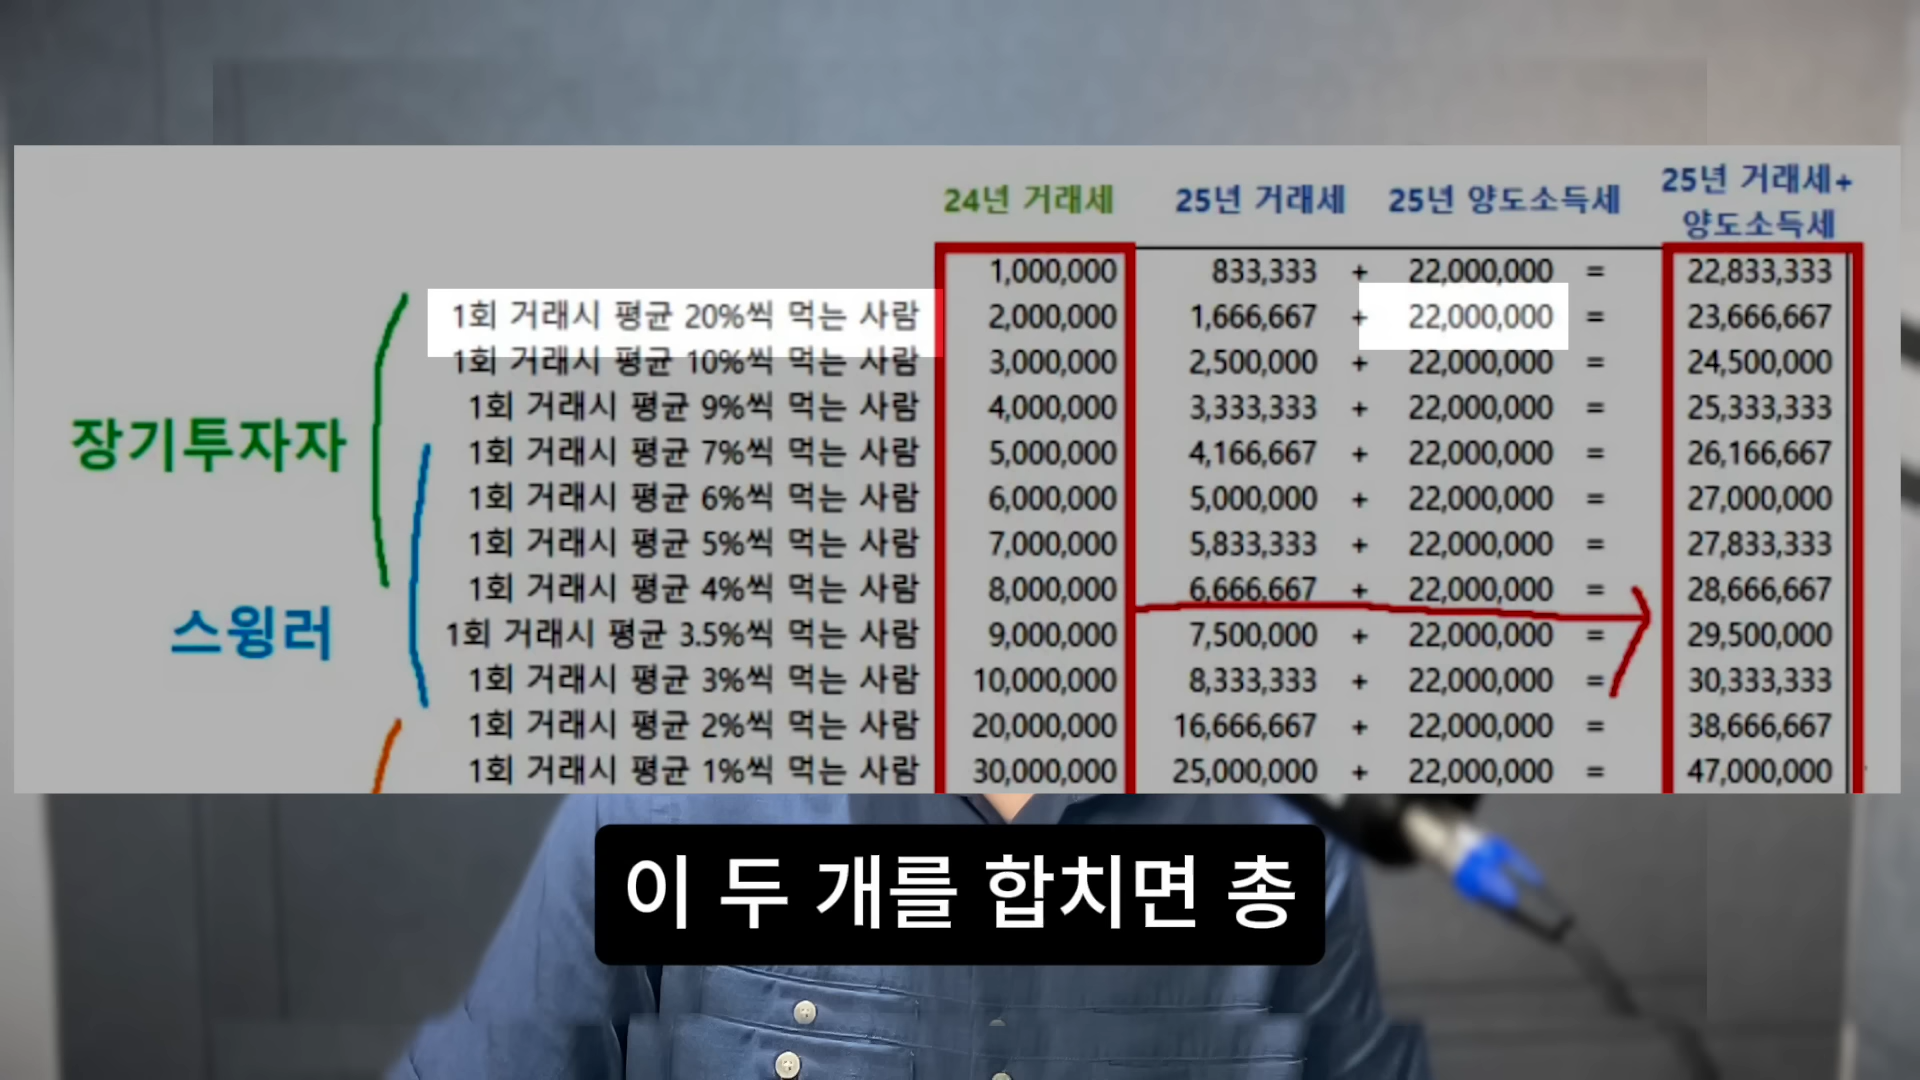 24년 거래세 25년 거래세 25년 양도소득세 25년 거래세+
양도소득세
1,000,000 833,333 + 22,000,000 = 22,833,333
1회 거래시 평균 20%씩 먹는 사람 2,000,000 1,666,667 + 22,000,000 = 23,666,667
1회 거래시 평균 10%씩 먹는 사람 3,000,000 2,500,000 + 22,000,000 = 24,500,000
1회 거래시 평균 9%씩 먹는 사람 4,000,000 3,333,333 + 22,000,000 = 25,333,333
장기투자자
1회 거래시 평균 7%씩 먹는 사람 5,000,000 4,166,667 + 22,000,000 = 26,166,667
1회 거래시 평균 6%씩 먹는 사람 6,000,000 5,000,000 + 22,000,000 = 27,000,000
1회 거래시 평균 5%씩 먹는 사람 7,000,000 5,833,333 + 22,000,000 = 27,833,333
1회 거래시 평균 4%씩 먹는 사람 8,000,000 6,666,667 + 22,000,000 = 28,666,667
스윙러
1회 거래시 평균 3.5%씩 먹는 사람 9,000,000 7,500,000 + 22,000,000 = 29,500,000
1회 거래시 평균 3%씩 먹는 사람 10,000,000 8,333,333 + 22,000,000 = 30,333,333
1회 거래시 평균 2%씩 먹는 사람 20,000,000 16,666,667 + 22,000,000 = 38,666,667
1회 거래시 평균 1%씩 먹는 사람 30,000,000 25,000,000 + 22,000,000 = 47,000,000
이 두 개를 합치면 총